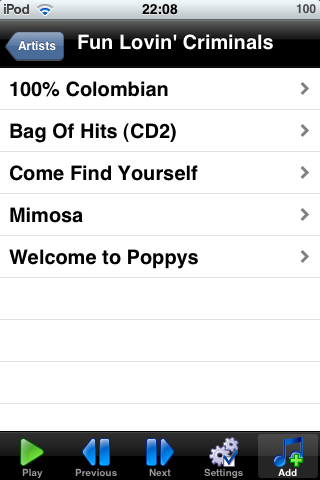 iPod 22:08 100
Artists Fun Lovin' Criminals
100% Colombian
Bag Of Hits (CD2)
Come Find Yourself
Mimosa
Welcome to Poppys
Play Previous Next Settings Add